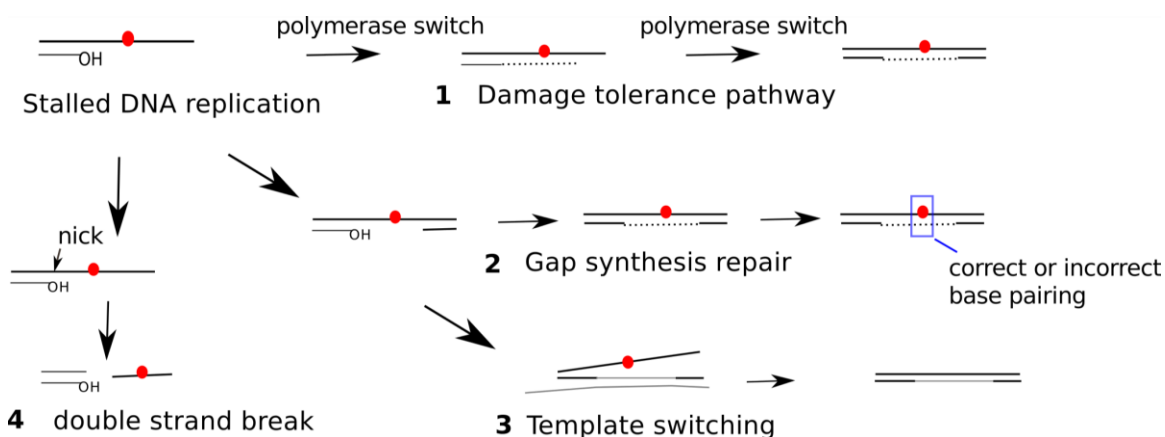 polymerase switch
polymerase switch
OH
Stalled DNA replication
1 Damage tolerance pathway
nick
OH
OH
2 Gap synthesis repair
correct or incorrect
base pairing
OH
4 double strand break
3 Template switching